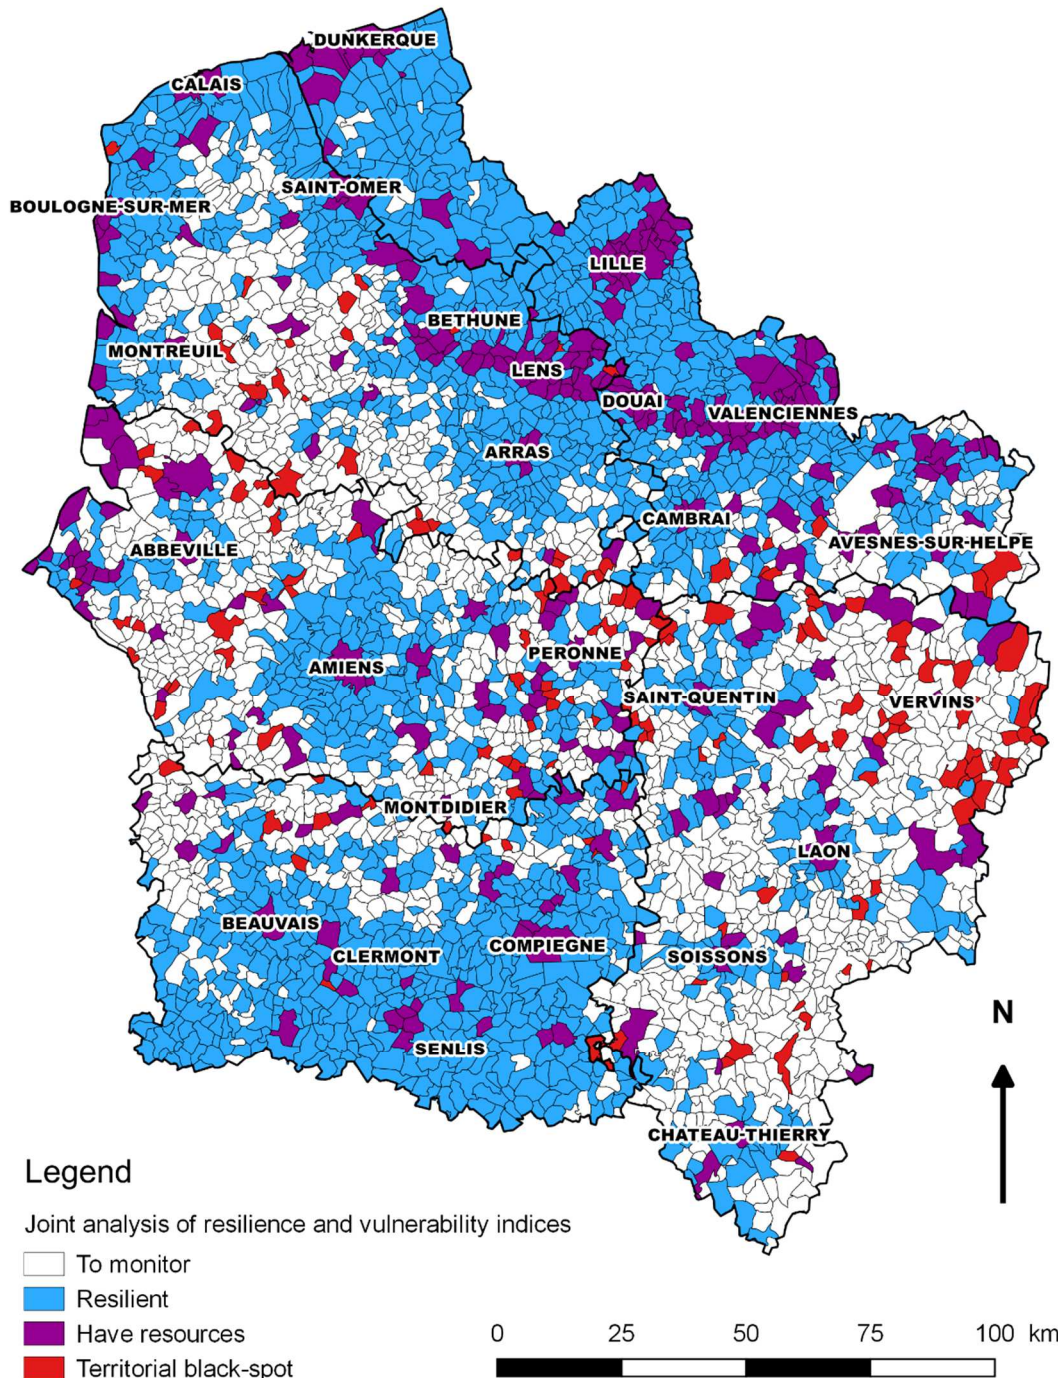 DUNKERQUE
CALAIS
SAINT-OMER
BOULOGNE-SUR-MER
LILLE
BETHUNE
MONTREUIL
LENS
DOUAI
VALENCIENNES
ARRAS
CAMBRAI
AVESNES-SUR-HELPE
ABBEVILLE
PERONNE
AMIENS
SAINT-QUENTIN
VERVINS
MONTDIDIER
LAON
BEAUVAIS
CLERMONT
COMPIEGNE
SOISSONS
N
SENLIS
CHATEAU-THIERRY
Legend
Joint analysis of resilience and vulnerability indices
To monitor
Resilient
Have resources
Territorial black-spot
0 25 50 75 100 km